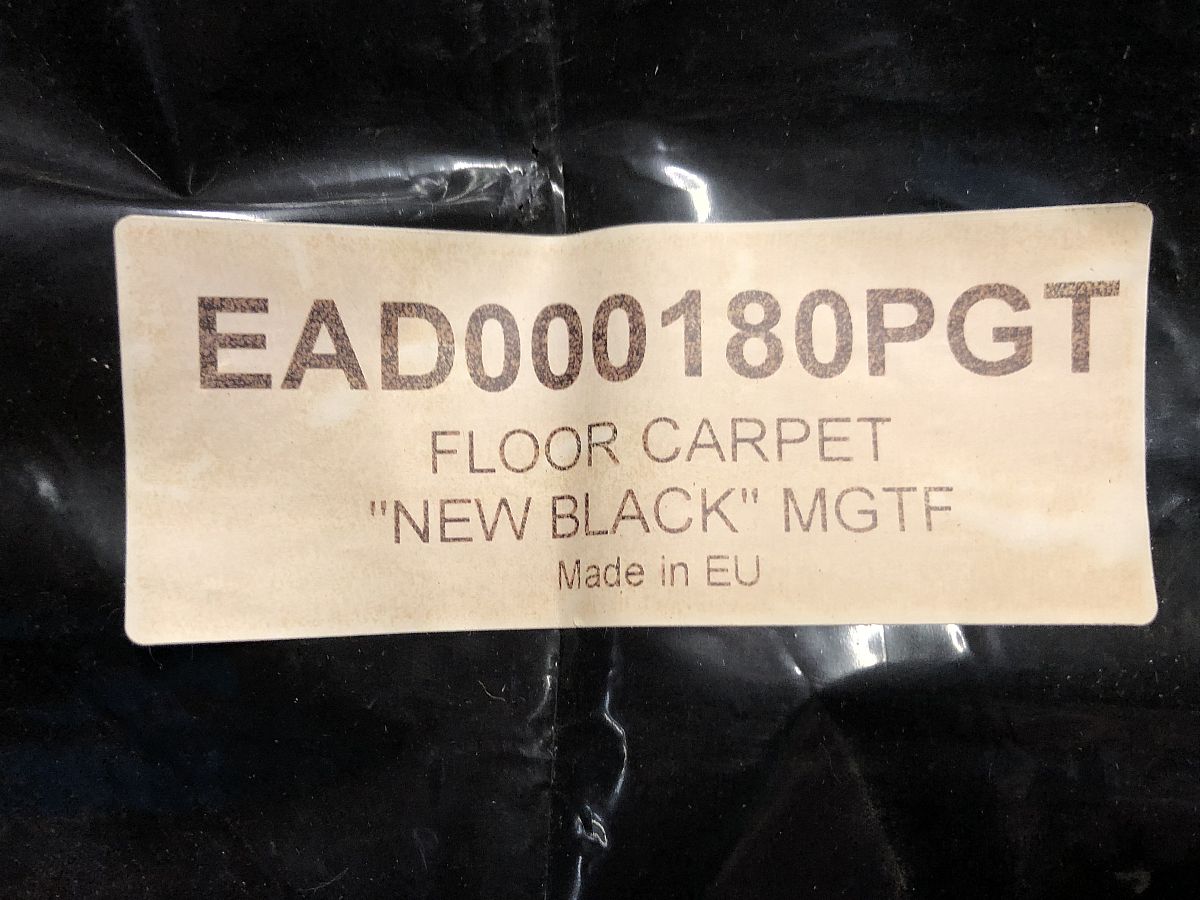 EAD000180PGT
FLOOR CARPET
"NEW BLACK" MGTF
Made in EU